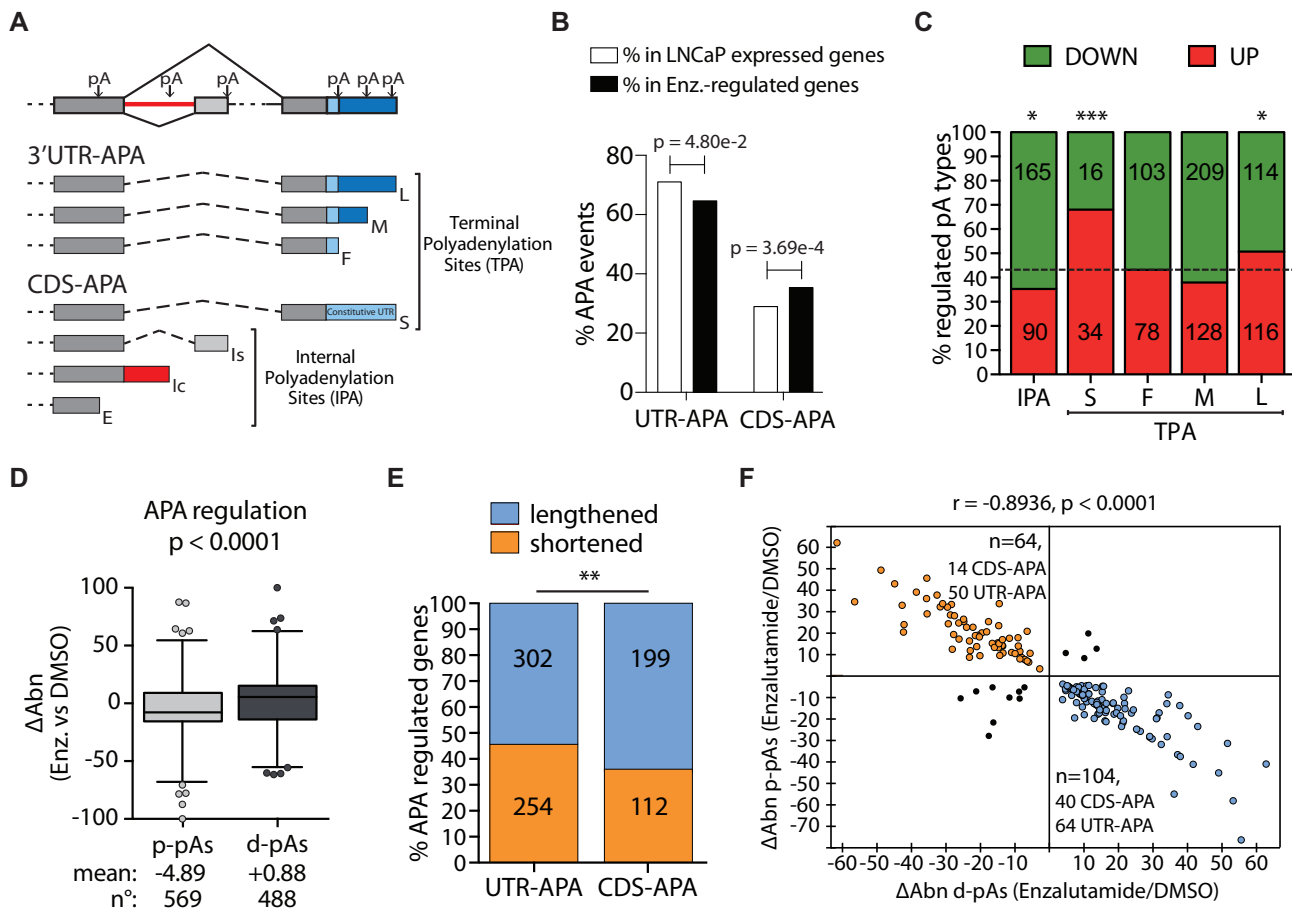 A
pA
pA
pA
pA
pA
pA
3'UTR-APA
L
M
F
Terminal
Polyadenylation
Sites (TPA)
CDS-APA
Constitutive UTR
S
Is
Ic
E
Internal
Polyadenylation
Sites (IPA)
B
% in LNCaP expressed genes
% in Enz.-regulated genes
p = 4.80e-2
p = 3.69e-4
% APA events
80
60
40
20
0
UTR-APA
CDS-APA
C
DOWN
UP
* *** *
% regulated pA types
100
90
80
70
60
50
40
30
20
10
0
165 16 103 209 114
90 34 78 128 116
IPA S F M L
TPA
D
APA regulation
p < 0.0001
ΔAbn
(Enz. vs DMSO)
100
50
0
-50
-100
p-pAs d-pAs
mean: -4.89 +0.88
n°: 569 488
E
lengthened
shortened
**
% APA regulated genes
100
90
80
70
60
50
40
30
20
10
0
302 199
254 112
UTR-APA CDS-APA
F
r = -0.8936, p < 0.0001
ΔAbn p-pAs (Enzalutamide/DMSO)
70
60
50
40
30
20
10
-10
-20
-30
-40
-50
-60
-70
n=64,
14 CDS-APA
50 UTR-APA
n=104,
40 CDS-APA
64 UTR-APA
-60 -50 -40 -30 -20 -10 10 20 30 40 50 60
ΔAbn d-pAs (Enzalutamide/DMSO)